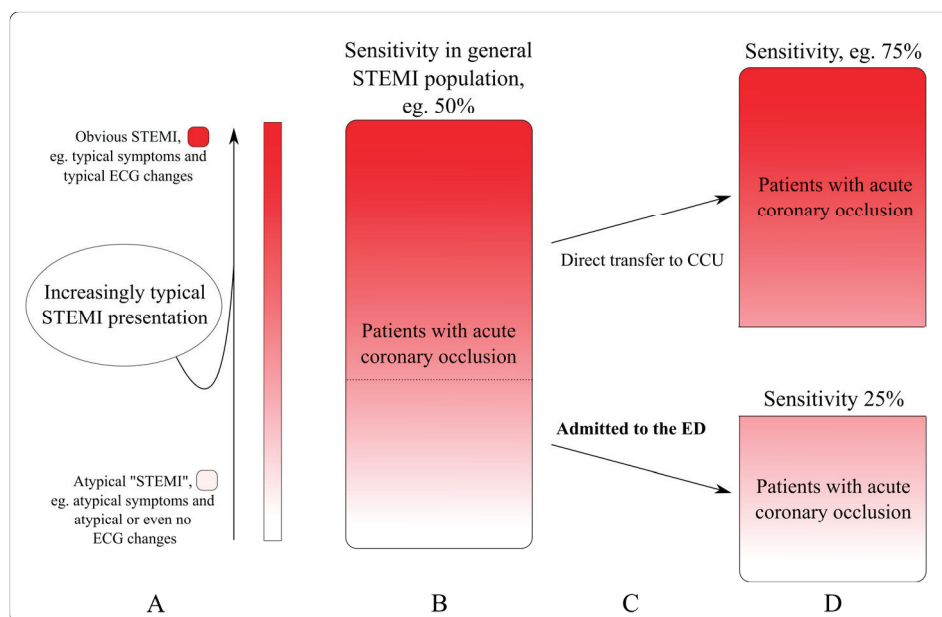 Sensitivity in general
STEMI population,
eg. 50%
Sensitivity, eg. 75%
Obvious STEMI,
eg. typical symptoms and
typical ECG changes
Increasingly typical
STEMI presentation
Patients with acute
coronary occlusion
Direct transfer to CCU
Patients with acute
coronary occlusion
Admitted to the ED
Sensitivity 25%
Patients with acute
coronary occlusion
Atypical "STEMI",
eg. atypical symptoms and
atypical or even no
ECG changes
A
B
C
D